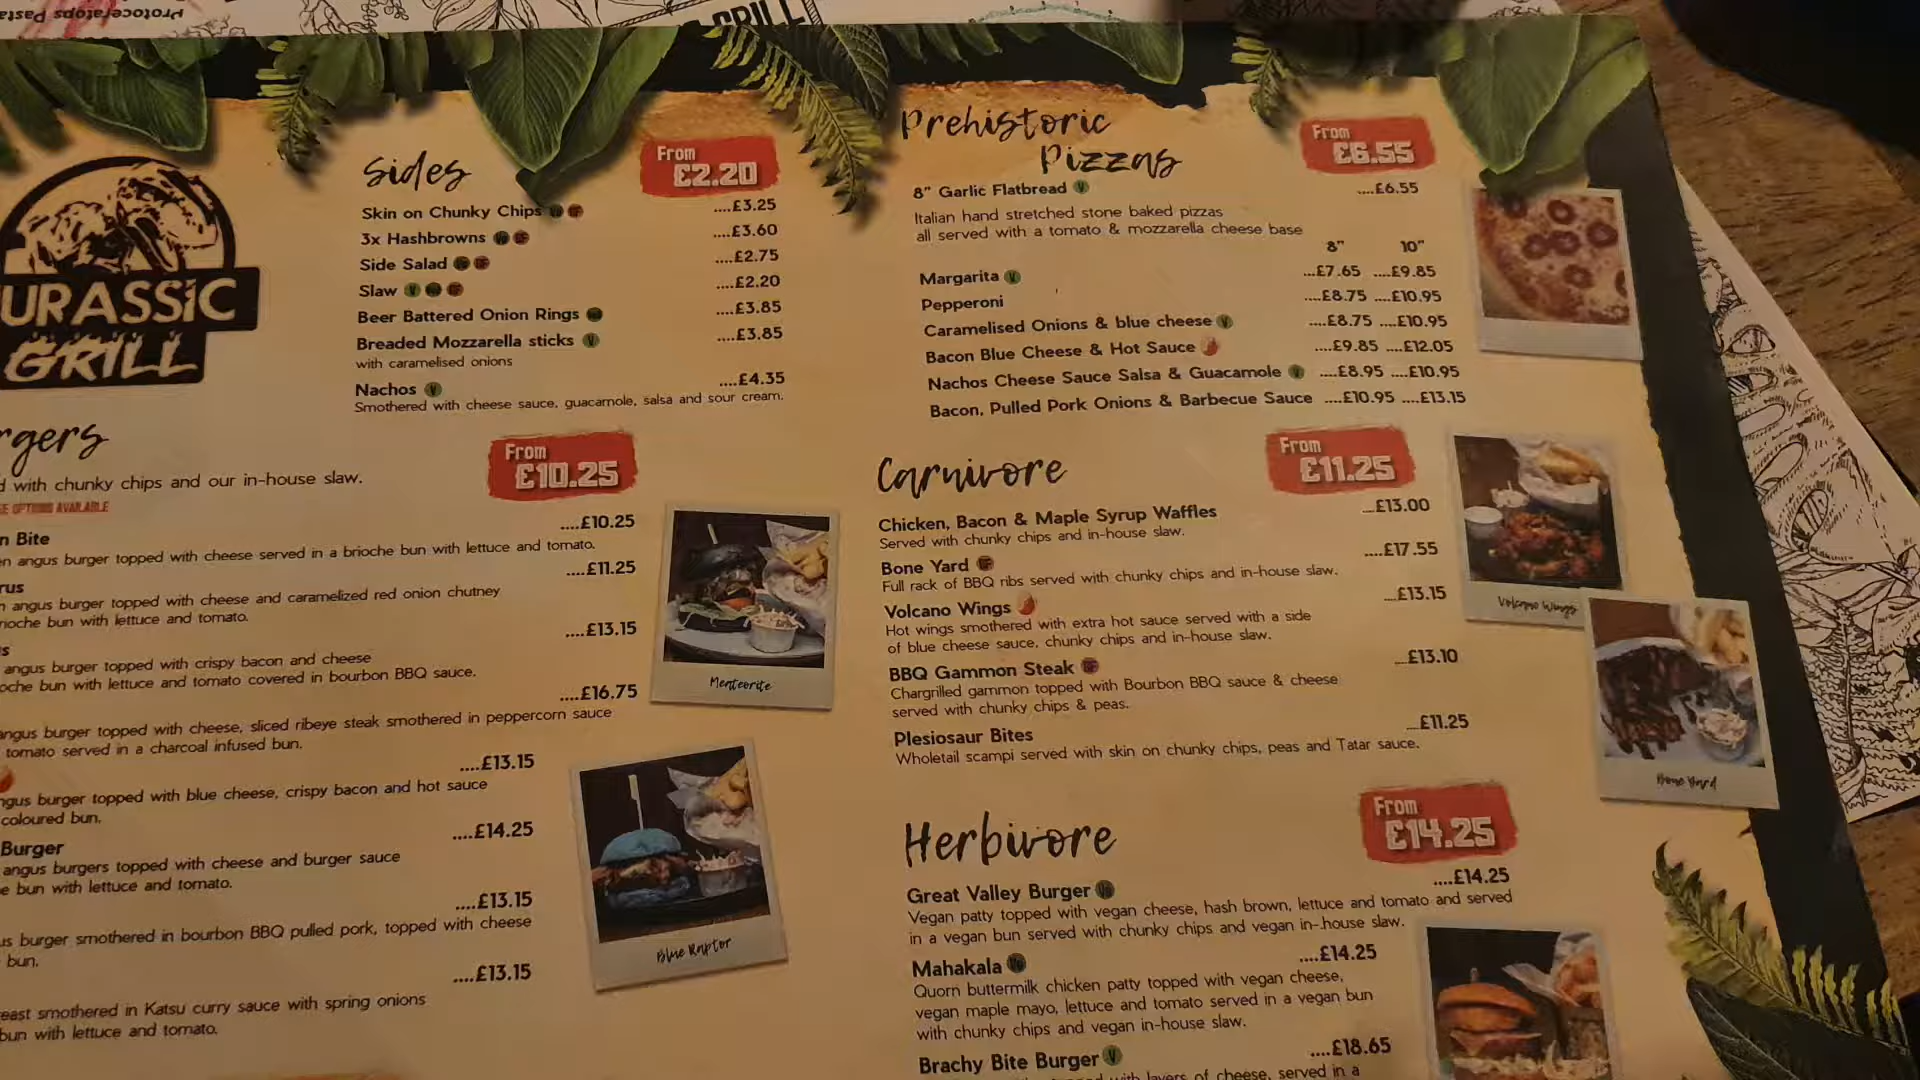 Protoceratops Pasta
GRILL
JURASSIC
GRILL
Sides
From
£2.20
Skin on Chunky Chips ....£3.25
3x Hashbrowns ....£3.60
Side Salad ....£2.75
Slaw V ....£2.20
Beer Battered Onion Rings ....£3.85
Breaded Mozzarella sticks V ....£3.85
with caramelised onions
Nachos V ....£4.35
Smothered with cheese sauce, guacamole, salsa and sour cream.
rgers
From
£10.25
d with chunky chips and our in-house slaw.
OPTIONS AVAILABLE
n Bite ....£10.25
en angus burger topped with cheese served in a brioche bun with lettuce and tomato.
rus ....£11.25
n angus burger topped with cheese and caramelized red onion chutney
rioche bun with lettuce and tomato.
s ....£13.15
angus burger topped with crispy bacon and cheese
oche bun with lettuce and tomato covered in bourbon BBQ sauce.
....£16.75
angus burger topped with cheese, sliced ribeye steak smothered in peppercorn sauce
tomato served in a charcoal infused bun.
....£13.15
ngus burger topped with blue cheese, crispy bacon and hot sauce
coloured bun.
Burger ....£14.25
angus burgers topped with cheese and burger sauce
e bun with lettuce and tomato.
....£13.15
us burger smothered in bourbon BBQ pulled pork, topped with cheese
bun.
....£13.15
east smothered in Katsu curry sauce with spring onions
bun with lettuce and tomato.
Menteorite
Blue Raptor
Prehistoric
Pizzas
From
£6.55
8" Garlic Flatbread V ....£6.55
Italian hand stretched stone baked pizzas
all served with a tomato & mozzarella cheese base
8" 10"
Margarita V ...£7.65 ....£9.85
Pepperoni ....£8.75 ....£10.95
Caramelised Onions & blue cheese V ....£8.75 ....£10.95
Bacon Blue Cheese & Hot Sauce ....£9.85 ....£12.05
Nachos Cheese Sauce Salsa & Guacamole V ....£8.95 ....£10.95
Bacon, Pulled Pork Onions & Barbecue Sauce ....£10.95 ....£13.15
Carnivore
From
£11.25
Chicken, Bacon & Maple Syrup Waffles ...£13.00
Served with chunky chips and in-house slaw.
Bone Yard GF ....£17.55
Full rack of BBQ ribs served with chunky chips and in-house slaw.
Volcano Wings ....£13.15
Hot wings smothered with extra hot sauce served with a side
of blue cheese sauce, chunky chips and in-house slaw.
BBQ Gammon Steak GF ...£13.10
Chargrilled gammon topped with Bourbon BBQ sauce & cheese
served with chunky chips & peas.
Plesiosaur Bites ...£11.25
Wholetail scampi served with skin on chunky chips, peas and Tatar sauce.
Volcano Wings
Bone Yard
Herbivore
From
£14.25
Great Valley Burger Ve ....£14.25
Vegan patty topped with vegan cheese, hash brown, lettuce and tomato and served
in a vegan bun served with chunky chips and vegan in-house slaw.
Mahakala Ve ....£14.25
Quorn buttermilk chicken patty topped with vegan cheese,
vegan maple mayo, lettuce and tomato served in a vegan bun
with chunky chips and vegan in-house slaw.
Brachy Bite Burger V ....£18.65
with layers of cheese, served in a